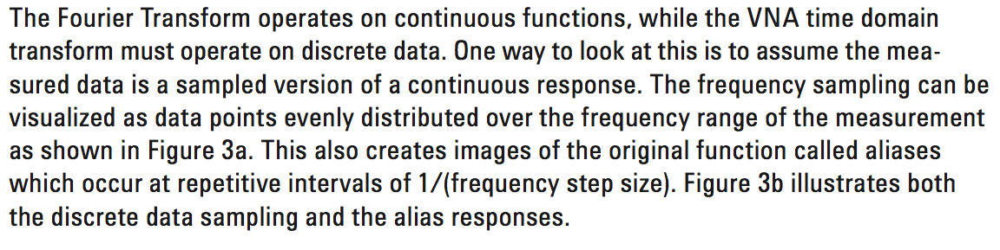 The Fourier Transform operates on continuous functions, while the VNA time domain
transform must operate on discrete data. One way to look at this is to assume the mea-
sured data is a sampled version of a continuous response. The frequency sampling can be
visualized as data points evenly distributed over the frequency range of the measurement
as shown in Figure 3a. This also creates images of the original function called aliases
which occur at repetitive intervals of 1/(frequency step size). Figure 3b illustrates both
the discrete data sampling and the alias responses.